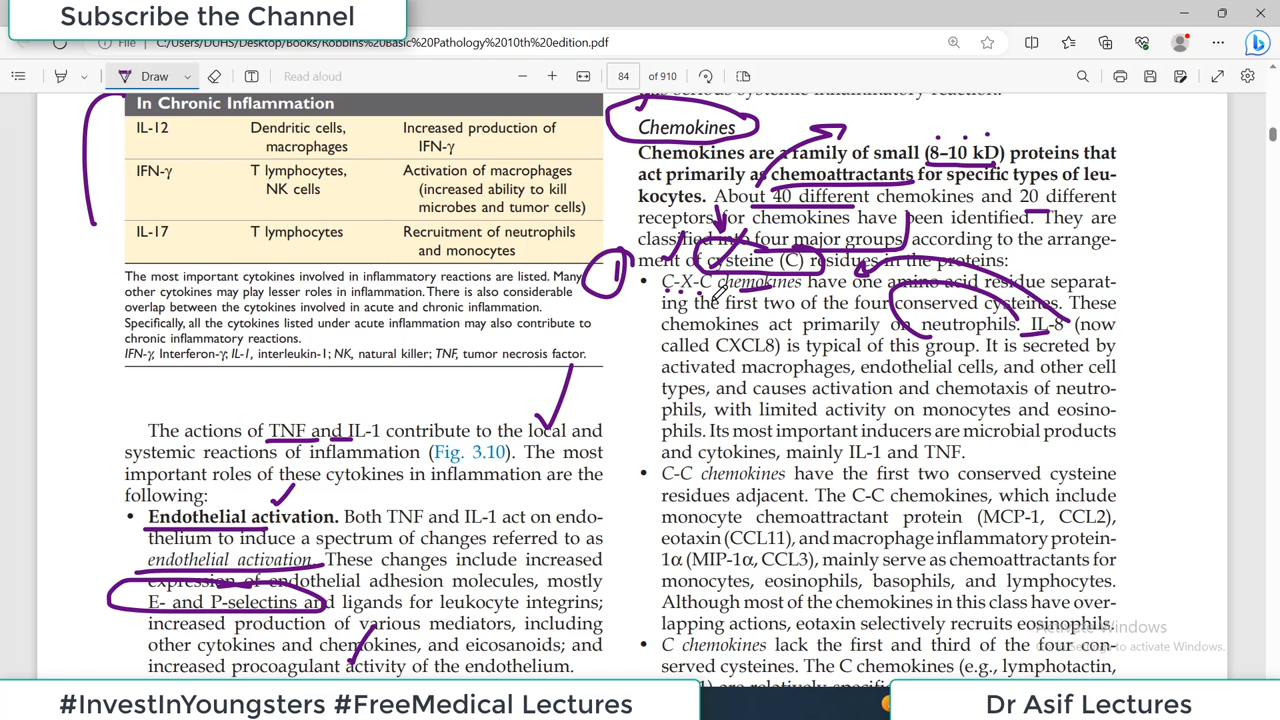 Subscribe the Channel
File C:/Users/DUHS/Desktop/Books/Robbins%20Basic%20Pathology%2010th%20edition.pdf
Draw
Read aloud
84 of 910
In Chronic Inflammation
IL-12 Dendritic cells, macrophages Increased production of IFN-γ
IFN-γ T lymphocytes, NK cells Activation of macrophages (increased ability to kill microbes and tumor cells)
IL-17 T lymphocytes Recruitment of neutrophils and monocytes
The most important cytokines involved in inflammatory reactions are listed. Many
other cytokines may play lesser roles in inflammation. There is also considerable
overlap between the cytokines involved in acute and chronic inflammation.
Specifically, all the cytokines listed under acute inflammation may also contribute to
chronic inflammatory reactions.
IFN-γ, Interferon-γ; IL-1, interleukin-1; NK, natural killer; TNF, tumor necrosis factor.
The actions of TNF and IL-1 contribute to the local and
systemic reactions of inflammation (Fig. 3.10). The most
important roles of these cytokines in inflammation are the
following:
• Endothelial activation. Both TNF and IL-1 act on endo-
thelium to induce a spectrum of changes referred to as
endothelial activation. These changes include increased
expression of endothelial adhesion molecules, mostly
E- and P-selectins and ligands for leukocyte integrins;
increased production of various mediators, including
other cytokines and chemokines, and eicosanoids; and
increased procoagulant activity of the endothelium.
serious systemic inflammatory reaction.
Chemokines
Chemokines are a family of small (8–10 kD) proteins that
act primarily as chemoattractants for specific types of leu-
kocytes. About 40 different chemokines and 20 different
receptors for chemokines have been identified. They are
classified into four major groups, according to the arrange-
ment of cysteine (C) residues in the proteins:
1
• C-X-C chemokines have one amino acid residue separat-
ing the first two of the four conserved cysteines. These
chemokines act primarily on neutrophils. IL-8 (now
called CXCL8) is typical of this group. It is secreted by
activated macrophages, endothelial cells, and other cell
types, and causes activation and chemotaxis of neutro-
phils, with limited activity on monocytes and eosino-
phils. Its most important inducers are microbial products
and cytokines, mainly IL-1 and TNF.
• C-C chemokines have the first two conserved cysteine
residues adjacent. The C-C chemokines, which include
monocyte chemoattractant protein (MCP-1, CCL2),
eotaxin (CCL11), and macrophage inflammatory protein-
1α (MIP-1α, CCL3), mainly serve as chemoattractants for
monocytes, eosinophils, basophils, and lymphocytes.
Although most of the chemokines in this class have over-
lapping actions, eotaxin selectively recruits eosinophils.
• C chemokines lack the first and third of the four con-
served cysteines. The C chemokines (e.g., lymphotactin,
Activate Windows
to activate Windows.
#InvestInYoungsters #FreeMedical Lectures
Dr Asif Lectures